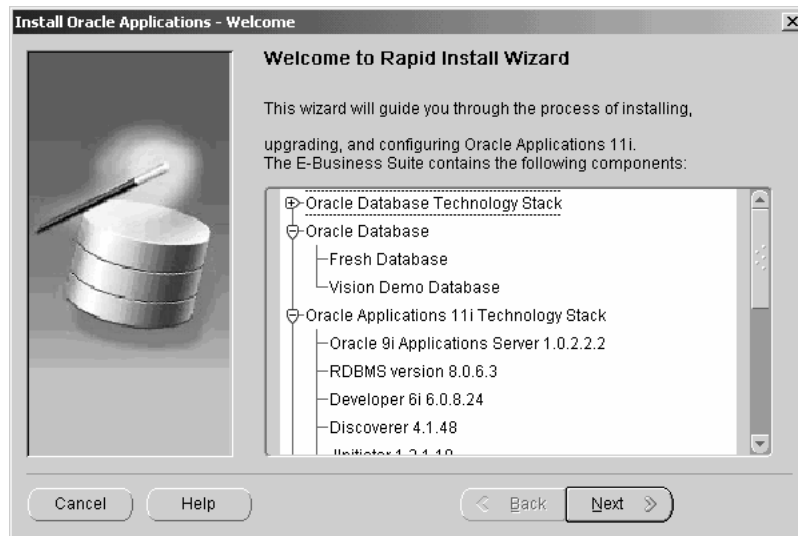 Install Oracle Applications - Welcome
Welcome to Rapid Install Wizard
This wizard will guide you through the process of installing,
upgrading, and configuring Oracle Applications 11i.
The E-Business Suite contains the following components:
Oracle Database Technology Stack
Oracle Database
Fresh Database
Vision Demo Database
Oracle Applications 11i Technology Stack
Oracle 9i Applications Server 1.0.2.2.2
RDBMS version 8.0.6.3
Developer 6i 6.0.8.24
Discoverer 4.1.48
Cancel
Help
Back
Next